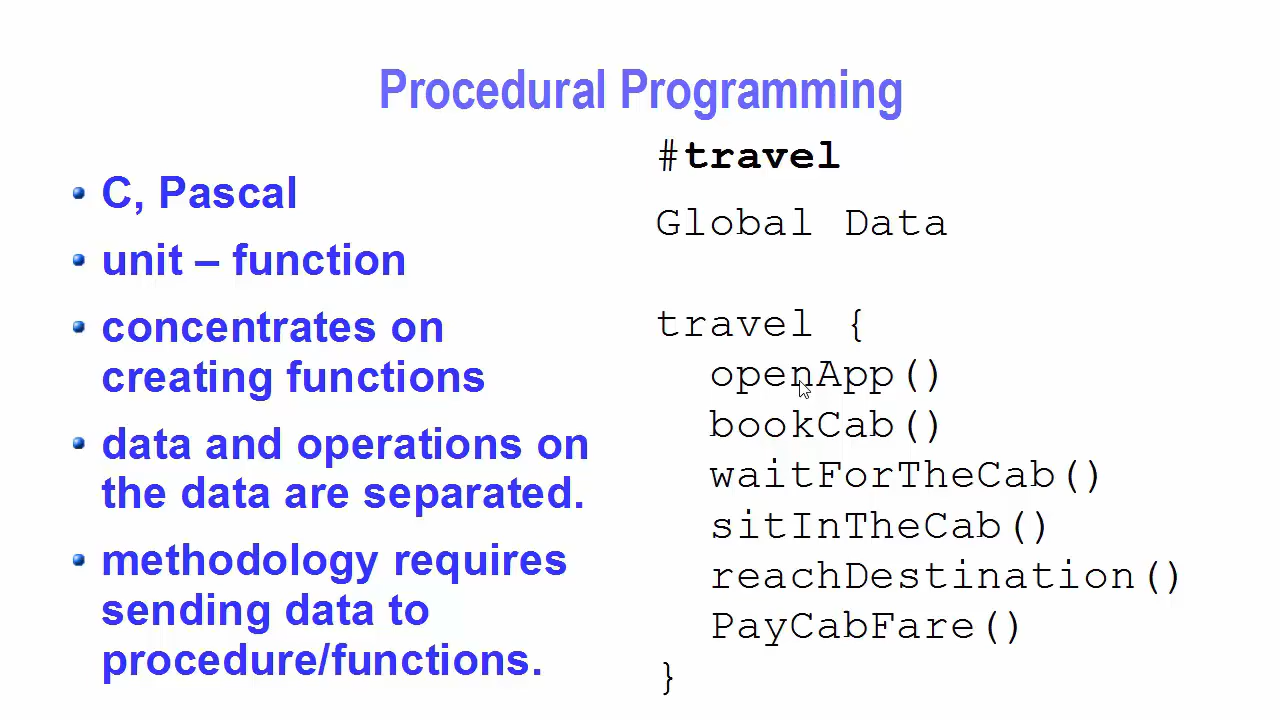 Procedural Programming
C, Pascal
unit – function
concentrates on
creating functions
data and operations on
the data are separated.
methodology requires
sending data to
procedure/functions.
#travel
Global Data
travel {
openApp()
bookCab()
waitForTheCab()
sitInTheCab()
reachDestination()
PayCabFare()
}